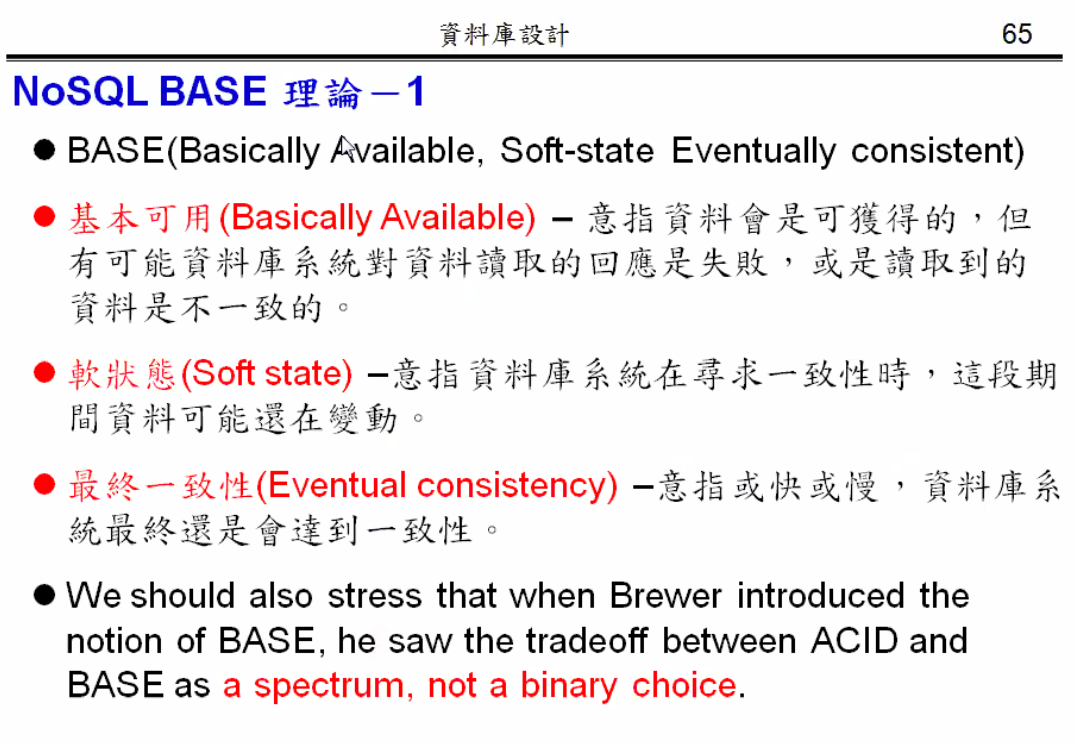 資料庫設計 65
NoSQL BASE 理論－1
● BASE(Basically Available, Soft-state Eventually consistent)
● 基本可用(Basically Available) – 意指資料會是可獲得的，但
有可能資料庫系統對資料讀取的回應是失敗，或是讀取到的
資料是不一致的。
● 軟狀態(Soft state) –意指資料庫系統在尋求一致性時，這段期
間資料可能還在變動。
● 最終一致性(Eventual consistency) –意指或快或慢，資料庫系
統最終還是會達到一致性。
● We should also stress that when Brewer introduced the
notion of BASE, he saw the tradeoff between ACID and
BASE as a spectrum, not a binary choice.